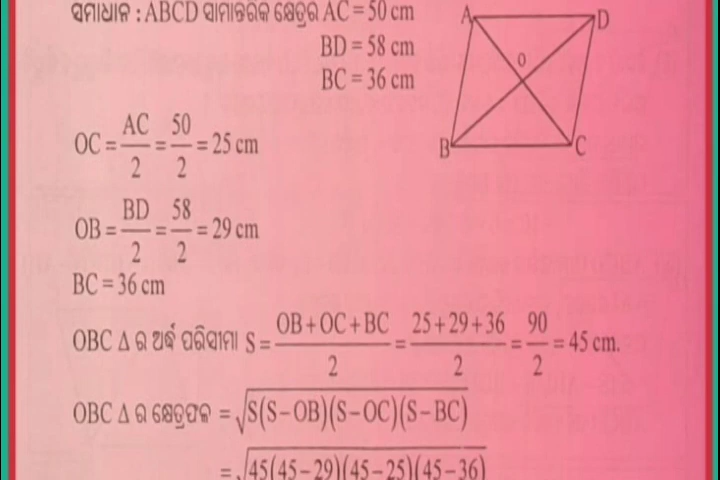 ସମାଧାନ : ABCD ସାମାନ୍ତରିକ କ୍ଷେତ୍ରର AC = 50 cm
BD = 58 cm
BC = 36 cm
A D
O
B C
OC = AC/2 = 50/2 = 25 cm
OB = BD/2 = 58/2 = 29 cm
BC = 36 cm
OBC Δ ର ଅର୍ଦ୍ଧ ପରିସୀମା S = (OB+OC+BC)/2 = (25+29+36)/2 = 90/2 = 45 cm.
OBC Δ ର କ୍ଷେତ୍ରଫଳ = √S(S−OB)(S−OC)(S−BC)
= √45(45−29)(45−25)(45−36)